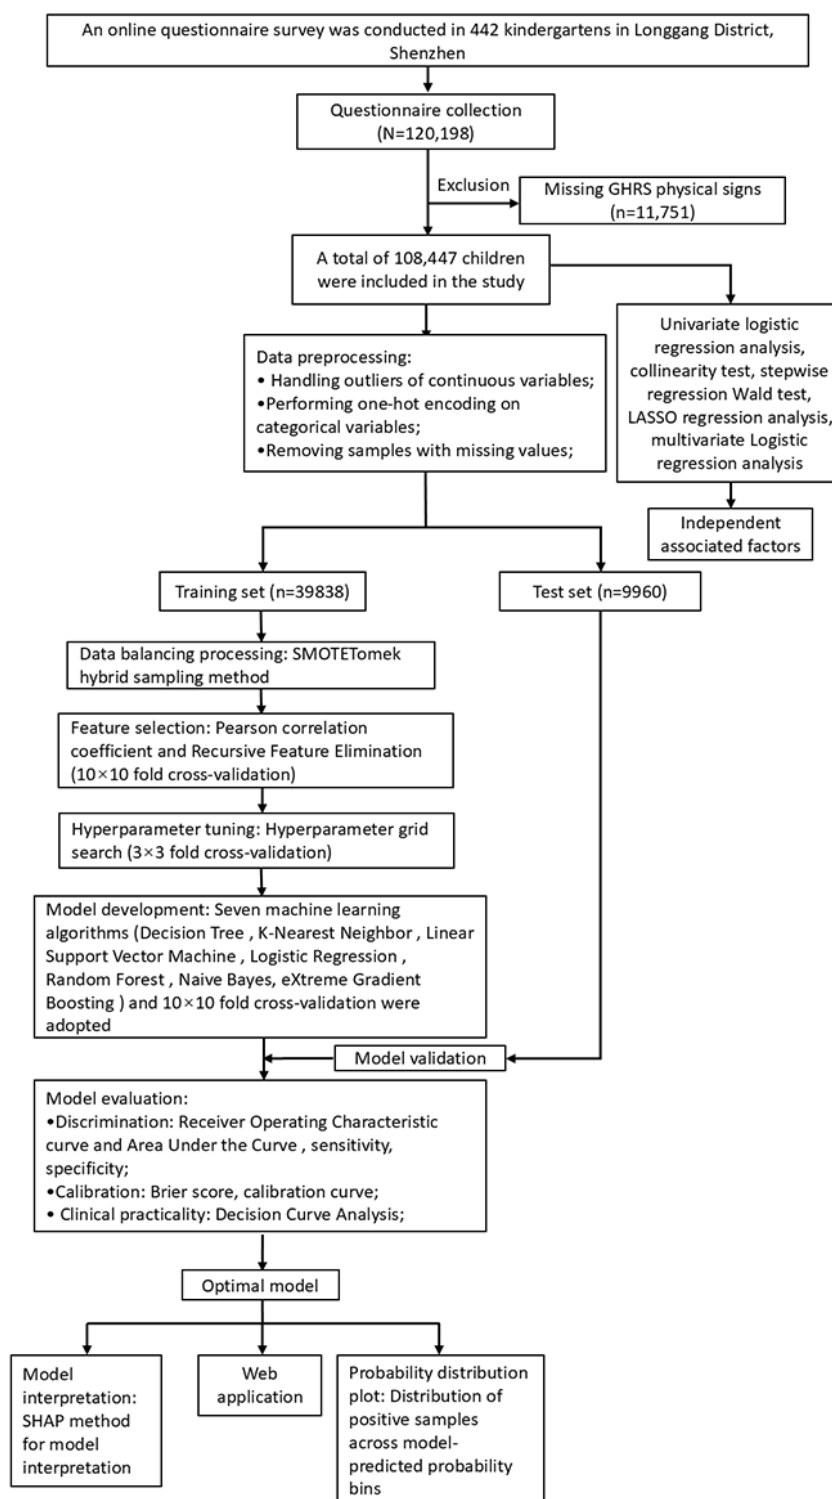 An online questionnaire survey was conducted in 442 kindergartens in Longgang District,
Shenzhen
Questionnaire collection
(N=120,198)
Exclusion
Missing GHRS physical signs
(n=11,751)
A total of 108,447 children
were included in the study
Univariate logistic
regression analysis,
collinearity test, stepwise
regression Wald test,
LASSO regression analysis,
multivariate Logistic
regression analysis
Independent
associated factors
Data preprocessing:
• Handling outliers of continuous variables;
•Performing one-hot encoding on
categorical variables;
•Removing samples with missing values;
Training set (n=39838)
Test set (n=9960)
Data balancing processing: SMOTETomek
hybrid sampling method
Feature selection: Pearson correlation
coefficient and Recursive Feature Elimination
(10×10 fold cross-validation)
Hyperparameter tuning: Hyperparameter grid
search (3×3 fold cross-validation)
Model development: Seven machine learning
algorithms (Decision Tree , K-Nearest Neighbor , Linear
Support Vector Machine , Logistic Regression ,
Random Forest , Naive Bayes, eXtreme Gradient
Boosting ) and 10×10 fold cross-validation were
adopted
Model validation
Model evaluation:
•Discrimination: Receiver Operating Characteristic
curve and Area Under the Curve , sensitivity,
specificity;
•Calibration: Brier score, calibration curve;
• Clinical practicality: Decision Curve Analysis;
Optimal model
Model
interpretation:
SHAP method
for model
interpretation
Web
application
Probability distribution
plot: Distribution of
positive samples
across model-
predicted probability
bins